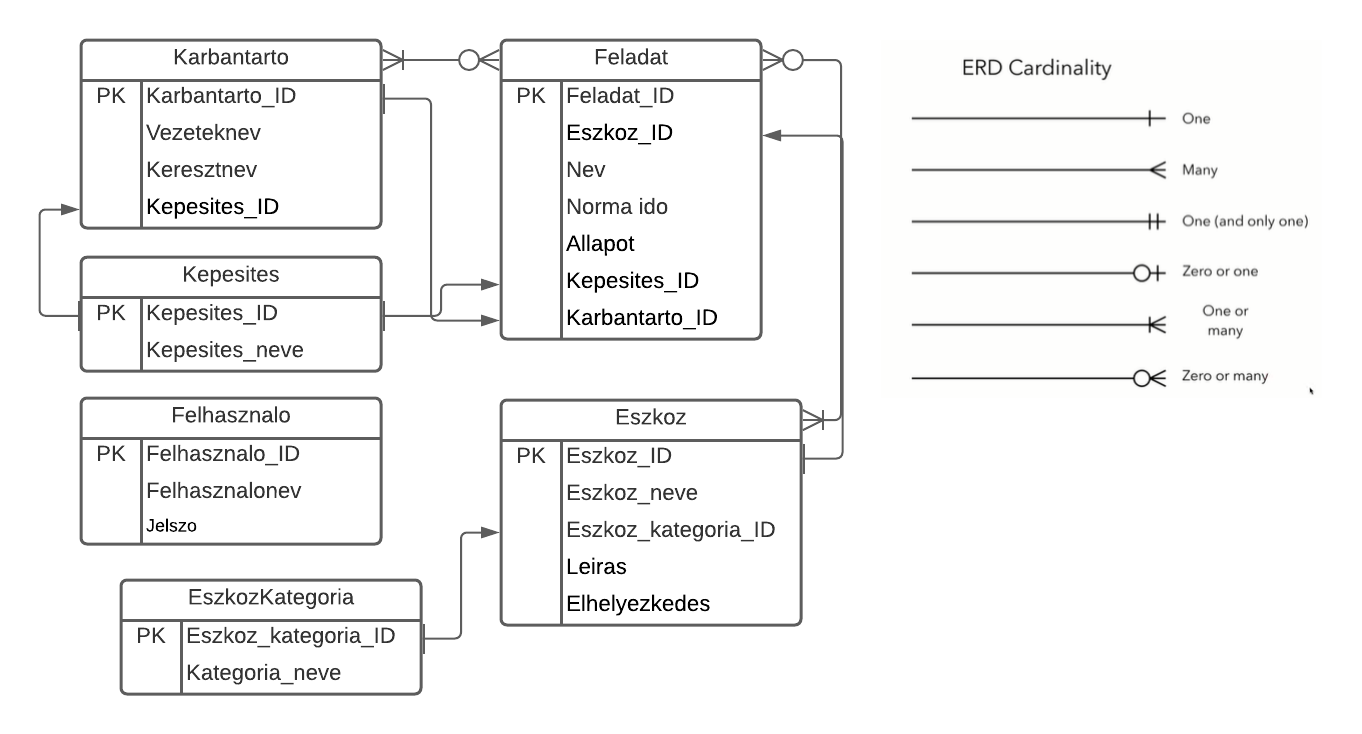 Karbantarto
PK Karbantarto_ID
Vezeteknev
Keresztnev
Kepesites_ID
Kepesites
PK Kepesites_ID
Kepesites_neve
Felhasznalo
PK Felhasznalo_ID
Felhasznalonev
Jelszo
EszkozKategoria
PK Eszkoz_kategoria_ID
Kategoria_neve
Feladat
PK Feladat_ID
Eszkoz_ID
Nev
Norma ido
Allapot
Kepesites_ID
Karbantarto_ID
Eszkoz
PK Eszkoz_ID
Eszkoz_neve
Eszkoz_kategoria_ID
Leiras
Elhelyezkedes
ERD Cardinality
One
Many
One (and only one)
Zero or one
One or
many
Zero or many